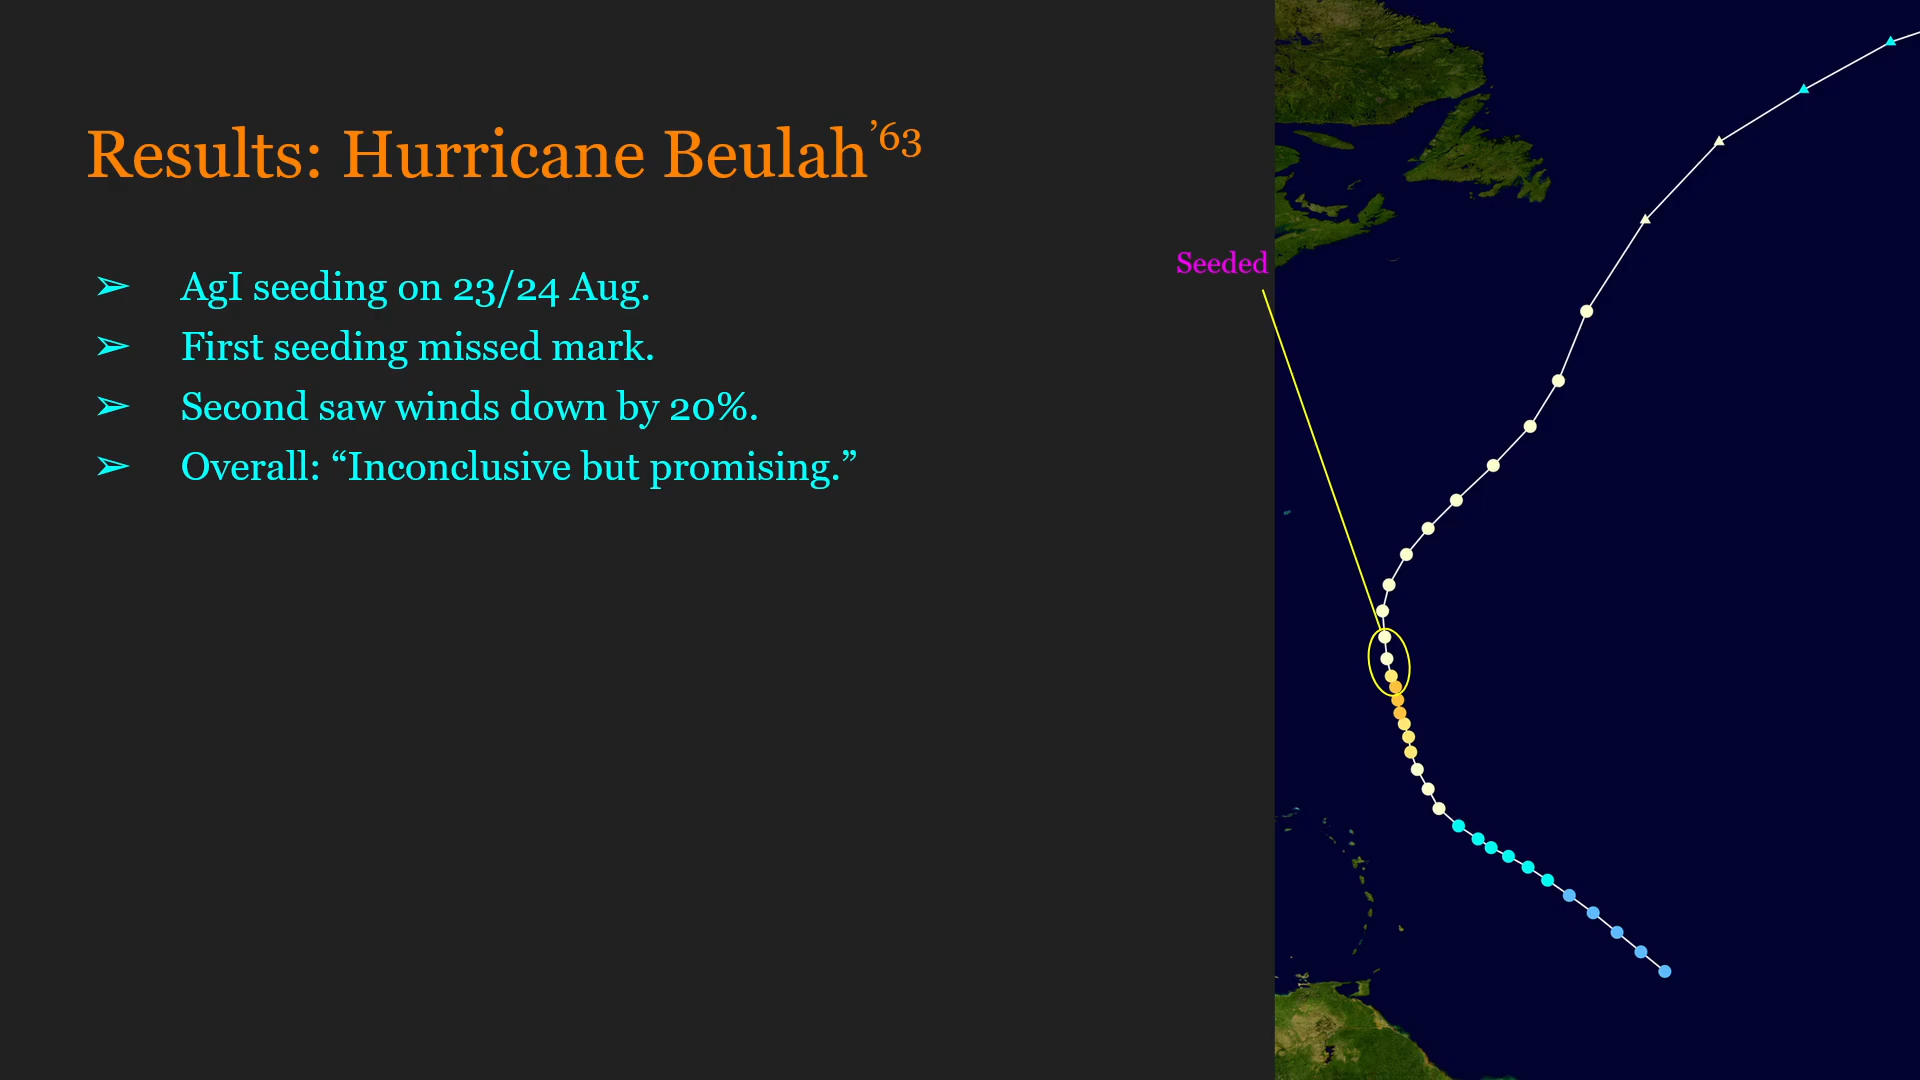 Results: Hurricane Beulah’63
➢ AgI seeding on 23/24 Aug.
➢ First seeding missed mark.
➢ Second saw winds down by 20%.
➢ Overall: “Inconclusive but promising.”
Seeded